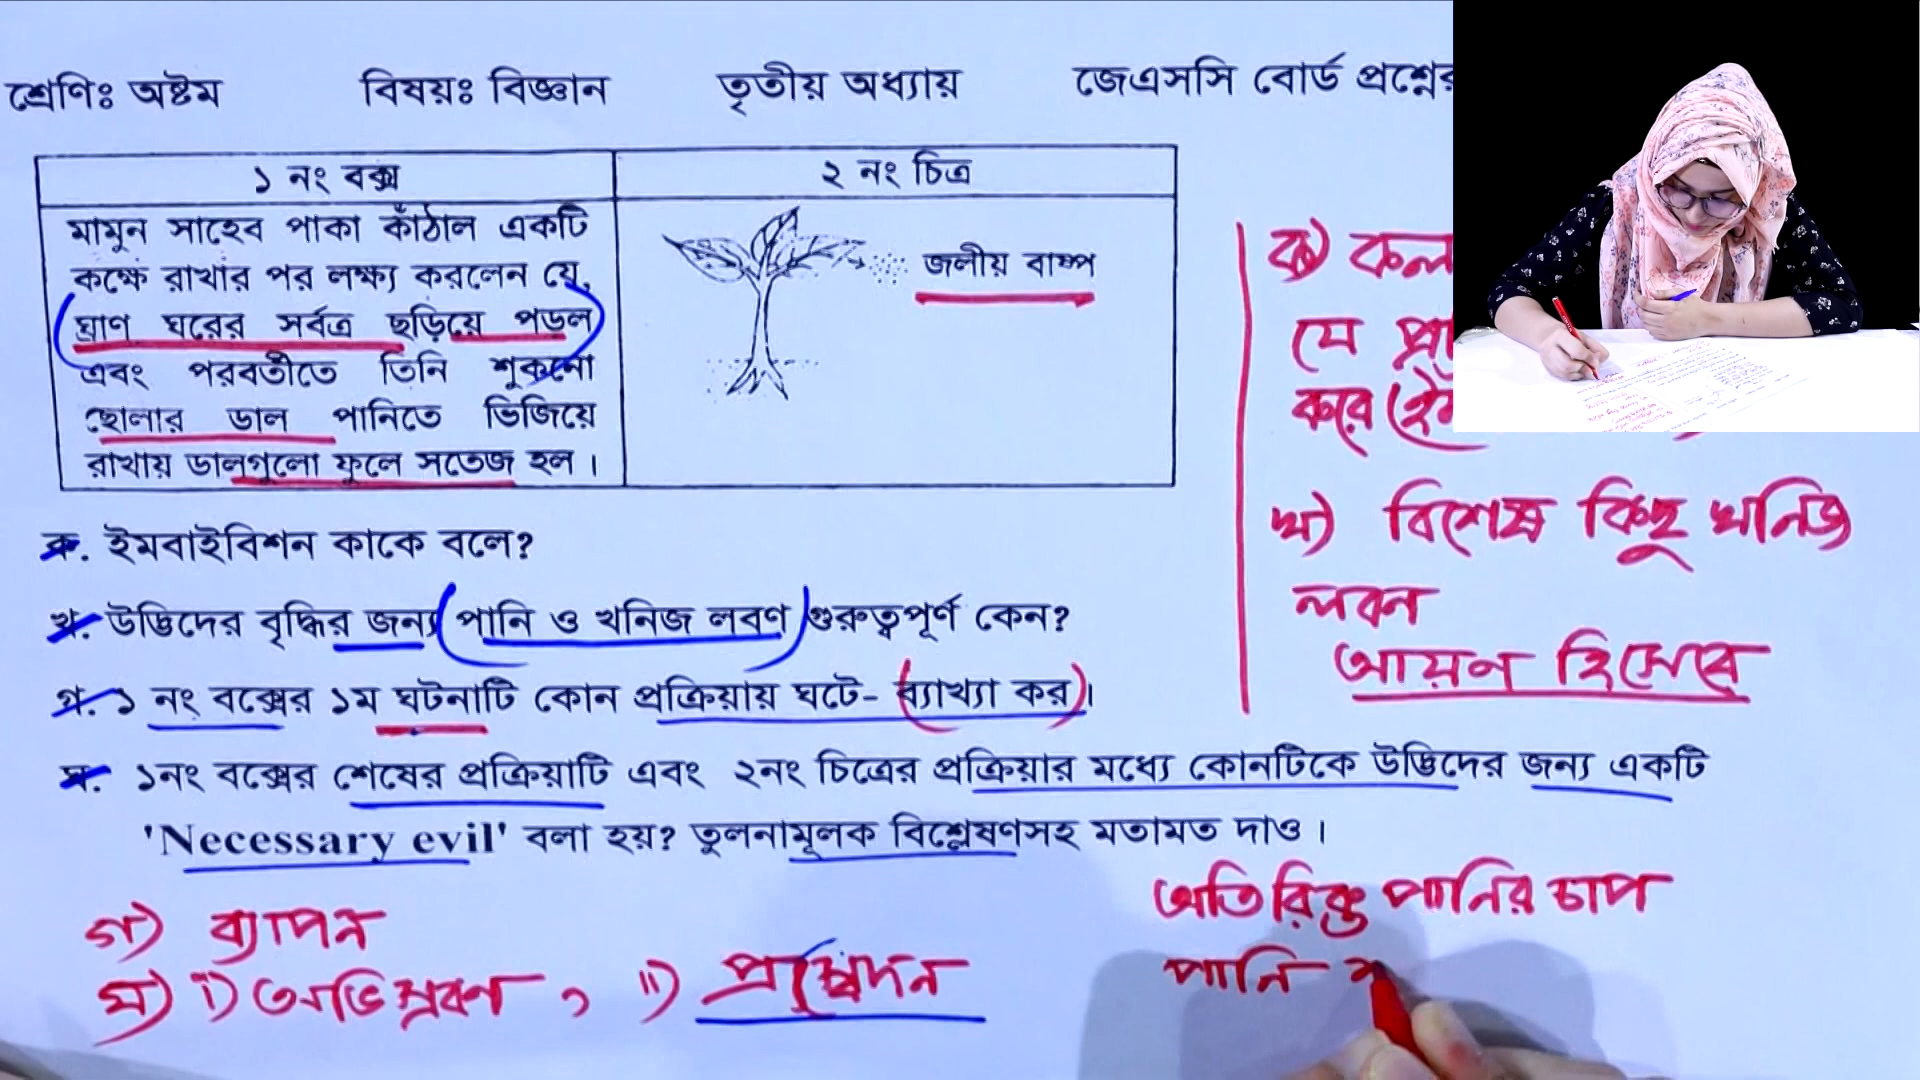 শ্রেণিঃ অষ্টম বিষয়ঃ বিজ্ঞান তৃতীয় অধ্যায় জেএসসি বোর্ড প্রশ্নের
১ নং বক্স
মামুন সাহেব পাকা কাঁঠাল একটি
কক্ষে রাখার পর লক্ষ্য করলেন যে,
ঘ্রাণ ঘরের সর্বত্র ছড়িয়ে পড়ল
এবং পরবর্তীতে তিনি শুকনো
ছোলার ডাল পানিতে ভিজিয়ে
রাখায় ডালগুলো ফুলে সতেজ হল।
২ নং চিত্র
জলীয় বাষ্প
ক. ইমবাইবিশন কাকে বলে?
খ. উদ্ভিদের বৃদ্ধির জন্য (পানি ও খনিজ লবণ) গুরুত্বপূর্ণ কেন?
গ. ১ নং বক্সের ১ম ঘটনাটি কোন প্রক্রিয়ায় ঘটে- (ব্যাখ্যা কর)।
ঘ. ১নং বক্সের শেষের প্রক্রিয়াটি এবং ২নং চিত্রের প্রক্রিয়ার মধ্যে কোনটিকে উদ্ভিদের জন্য একটি
'Necessary evil' বলা হয়? তুলনামূলক বিশ্লেষণসহ মতামত দাও।
ক) কল
যে
করে
খ) বিশেষ কিছু খনিজ
লবন
আয়ন হিসেবে
গ) ব্যাপন
ঘ) i) অভিস্রবণ, ii) প্রস্বেদন
অতিরিক্ত পানির চাপ
পানি